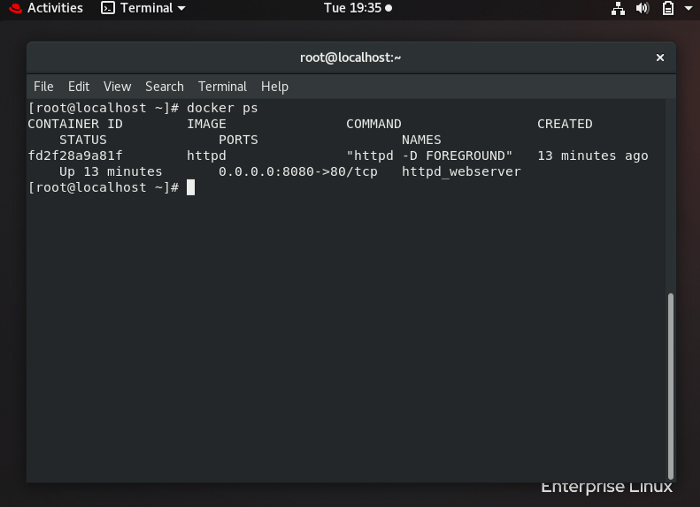 Activities Terminal Tue 19:35
root@localhost:~
File Edit View Search Terminal Help
[root@localhost ~]# docker ps
CONTAINER ID IMAGE COMMAND CREATED
STATUS PORTS NAMES
fd2f28a9a81f httpd "httpd -D FOREGROUND" 13 minutes ago
Up 13 minutes 0.0.0.0:8080->80/tcp httpd_webserver
[root@localhost ~]#
Enterprise Linux